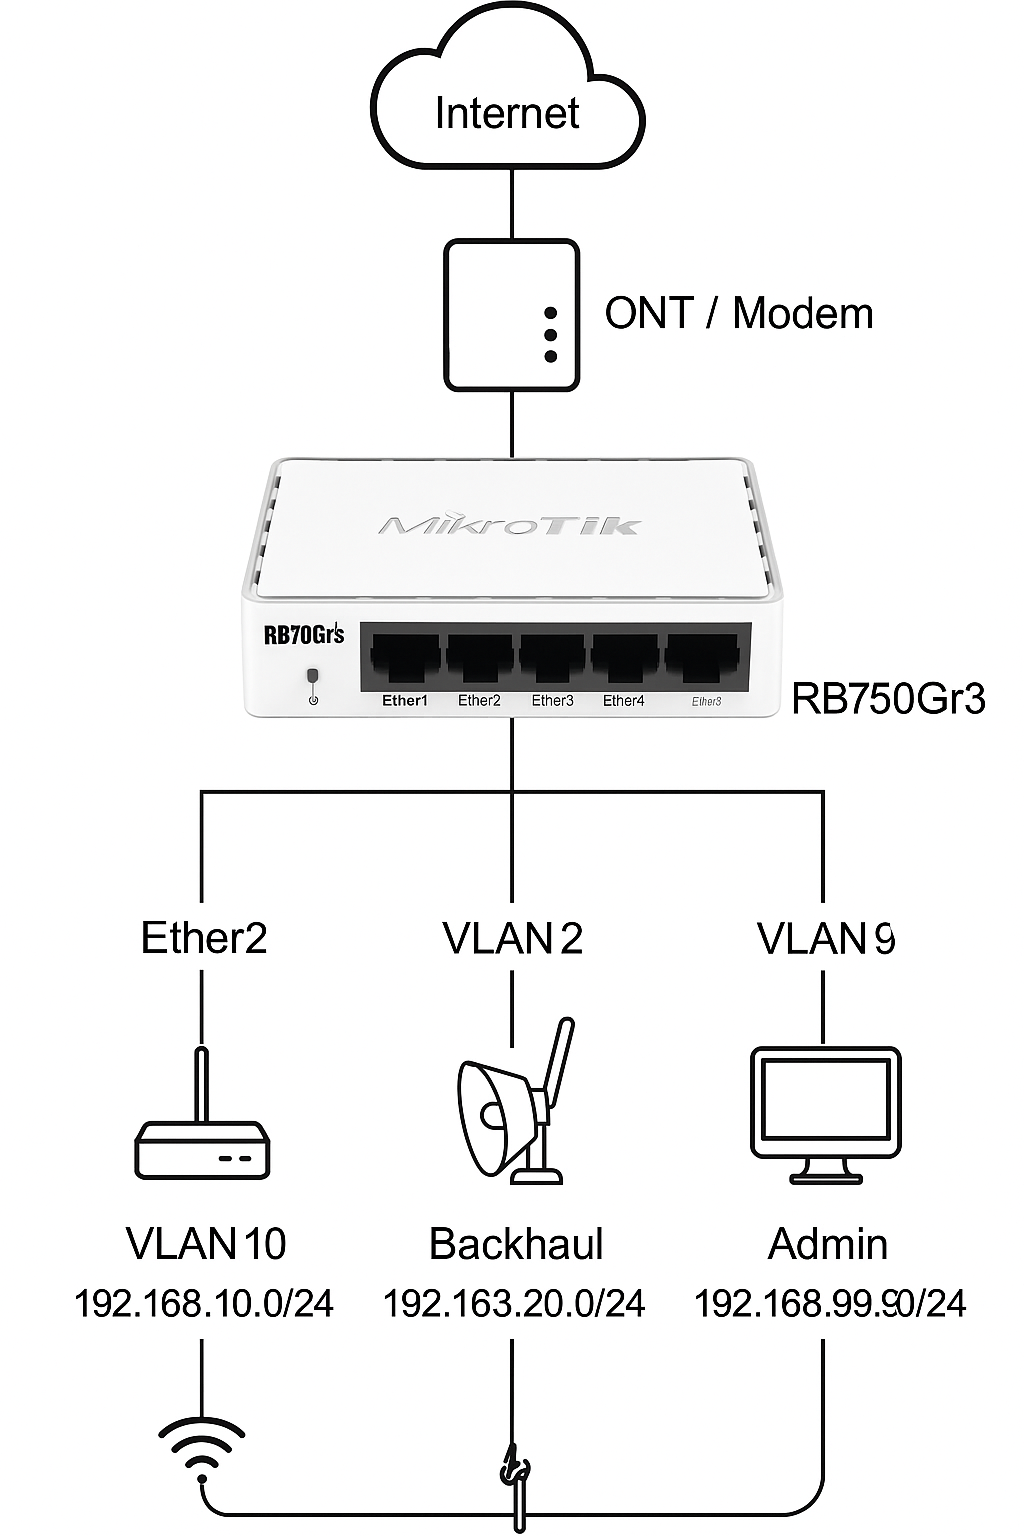 Internet
ONT / Modem
MikroTik
RB70Gr's
Ether1 Ether2 Ether3 Ether4 Ether8
RB750Gr3
Ether2 VLAN 2 VLAN 9
VLAN 10 Backhaul Admin
192.168.10.0/24 192.163.20.0/24 192.168.99.90/24